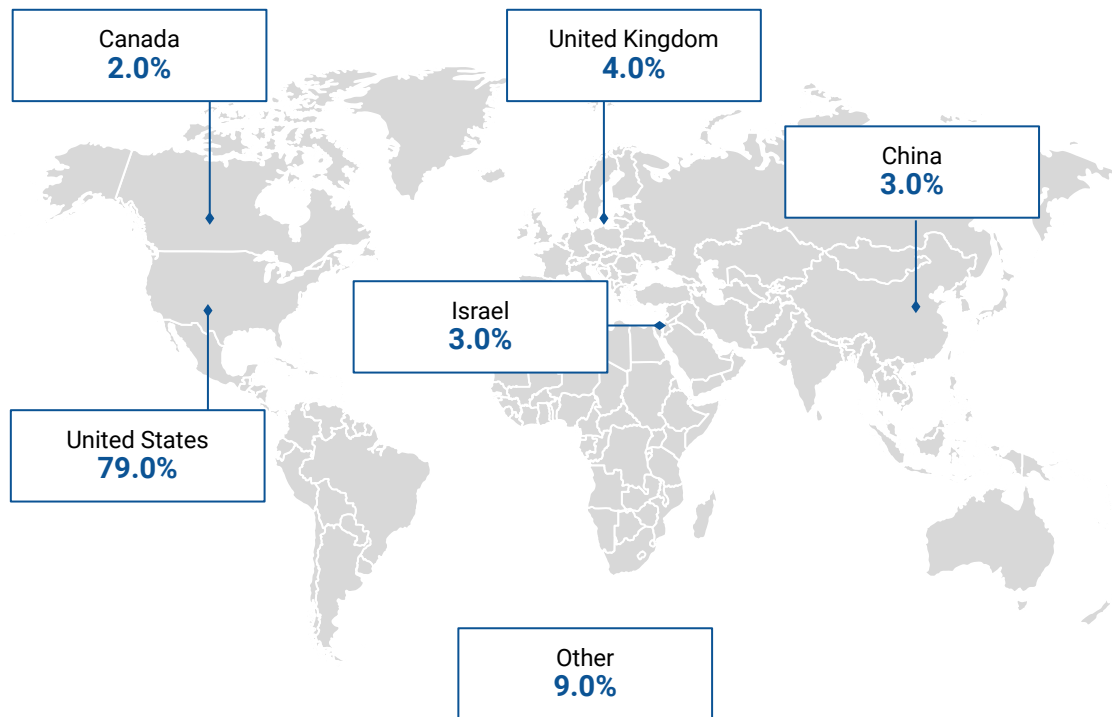 Canada
2.0%
United Kingdom
4.0%
China
3.0%
Israel
3.0%
United States
79.0%
Other
9.0%